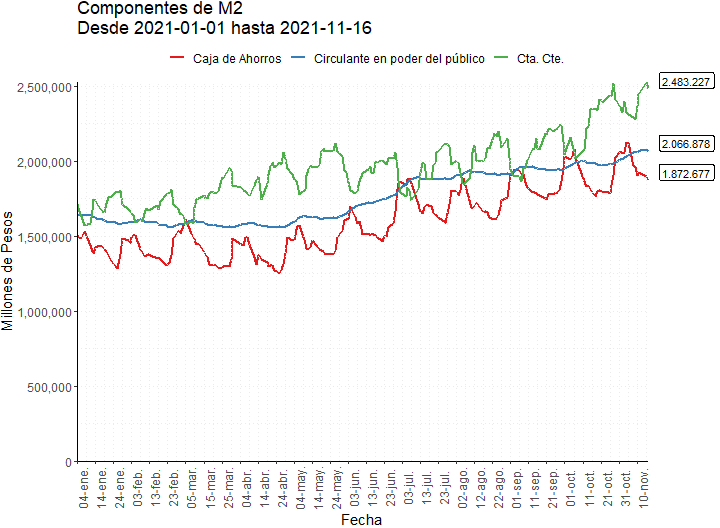 Componentes de M2
Desde 2021-01-01 hasta 2021-11-16
Caja de Ahorros Circulante en poder del público Cta. Cte.
2,500,000
2,000,000
1,500,000
1,000,000
500,000
0
Millones de Pesos
2.483.227
2.066.878
1.872.677
04-ene.
14-ene.
24-ene.
03-feb.
13-feb.
23-feb.
05-mar.
15-mar.
25-mar.
04-abr.
14-abr.
24-abr.
04-may.
14-may.
24-may.
03-jun.
13-jun.
23-jun.
03-jul.
13-jul.
23-jul.
02-ago.
12-ago.
22-ago.
01-sep.
11-sep.
21-sep.
01-oct.
11-oct.
21-oct.
31-oct.
10-nov.
Fecha